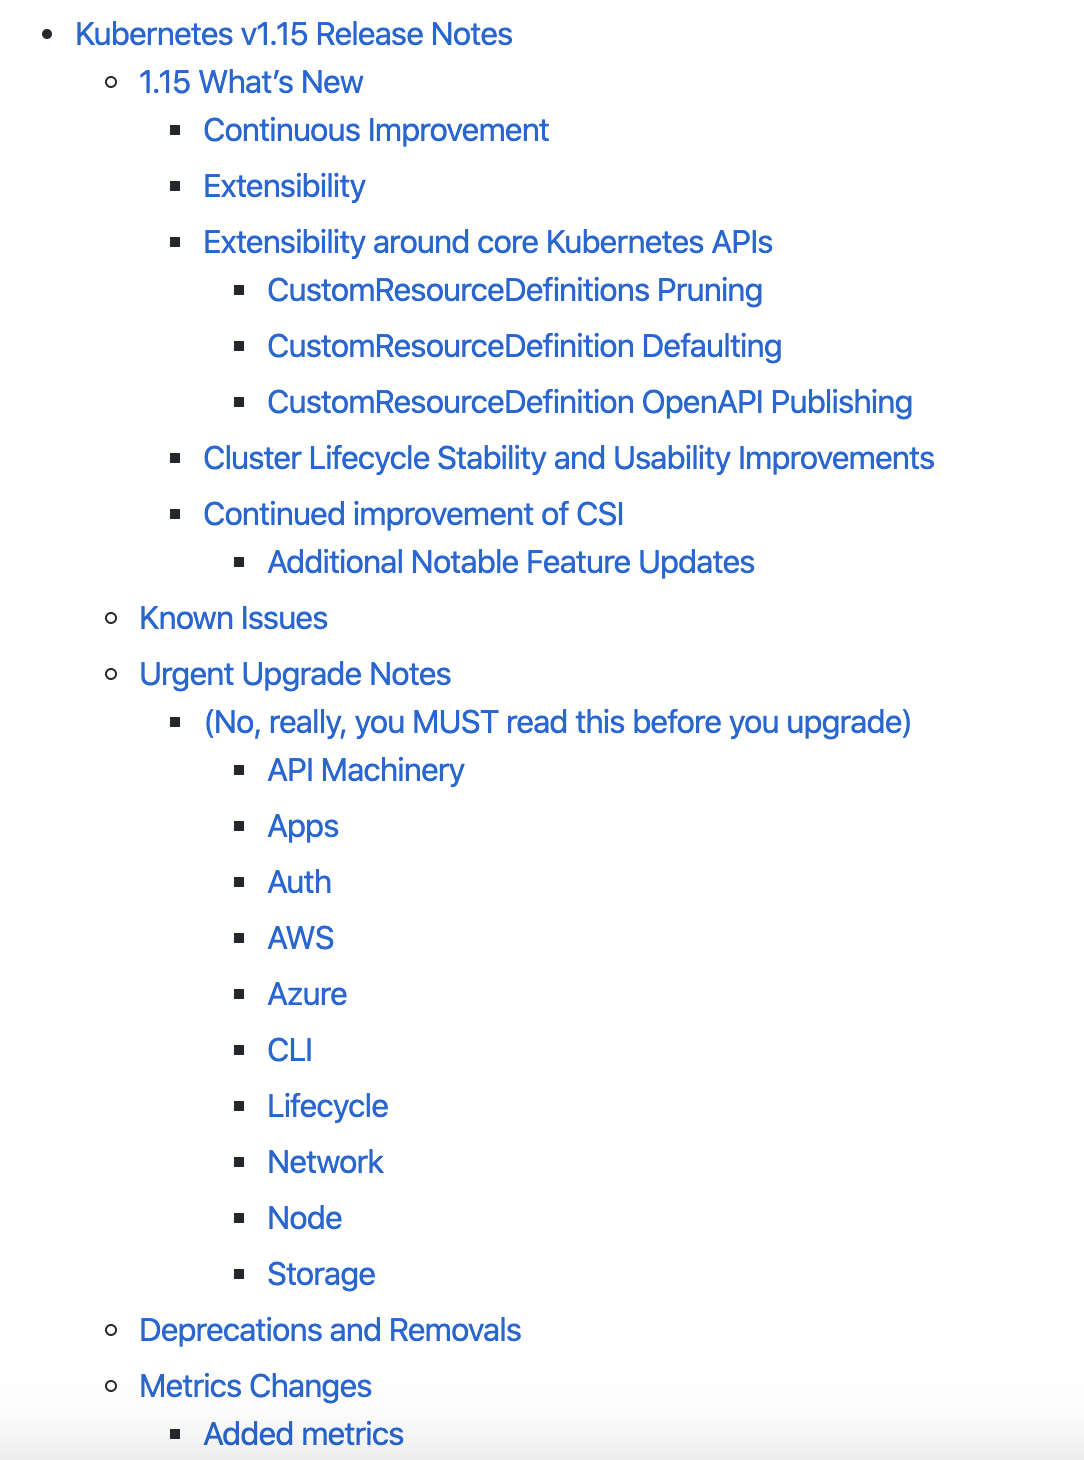 Kubernetes v1.15 Release Notes
1.15 What’s New
Continuous Improvement
Extensibility
Extensibility around core Kubernetes APIs
CustomResourceDefinitions Pruning
CustomResourceDefinition Defaulting
CustomResourceDefinition OpenAPI Publishing
Cluster Lifecycle Stability and Usability Improvements
Continued improvement of CSI
Additional Notable Feature Updates
Known Issues
Urgent Upgrade Notes
(No, really, you MUST read this before you upgrade)
API Machinery
Apps
Auth
AWS
Azure
CLI
Lifecycle
Network
Node
Storage
Deprecations and Removals
Metrics Changes
Added metrics